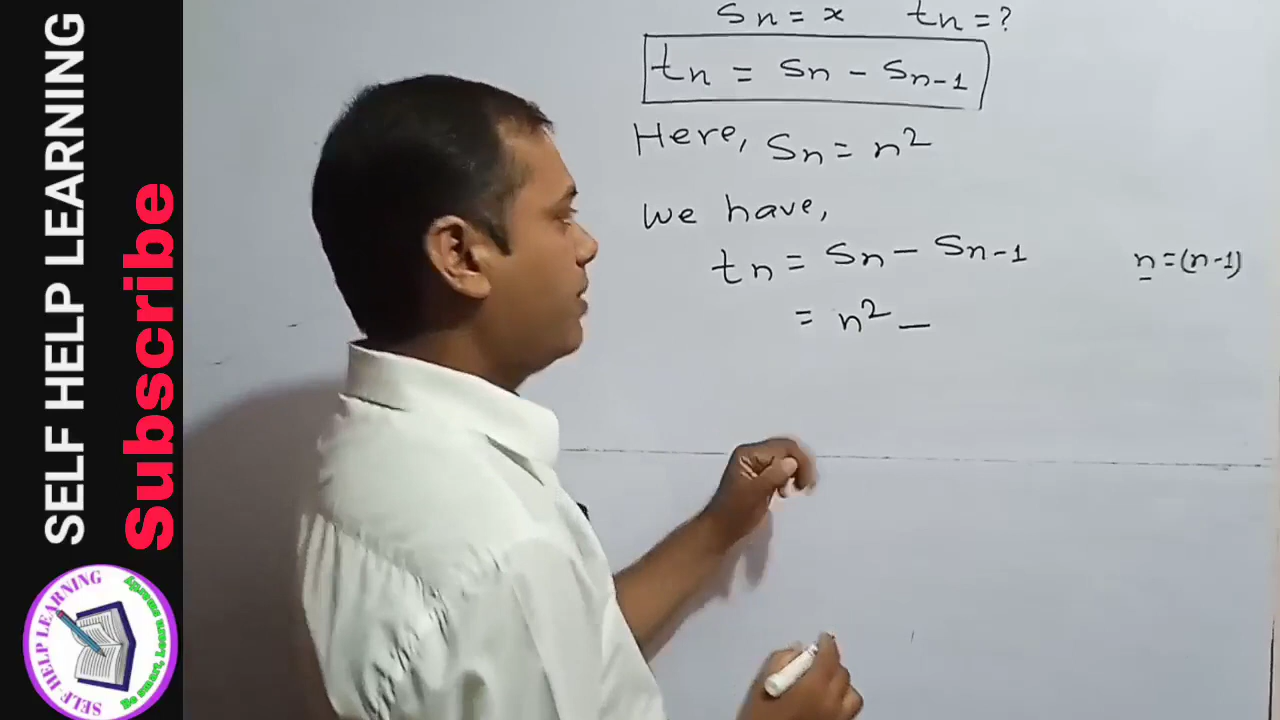 SELF HELP LEARNING
Subscribe
SELF-HELP LEARNING
Sn = x tn = ?
tn = Sn - Sn-1
Here, Sn = n²
We have,
tn = Sn - Sn-1
n = (n-1)
= n² -